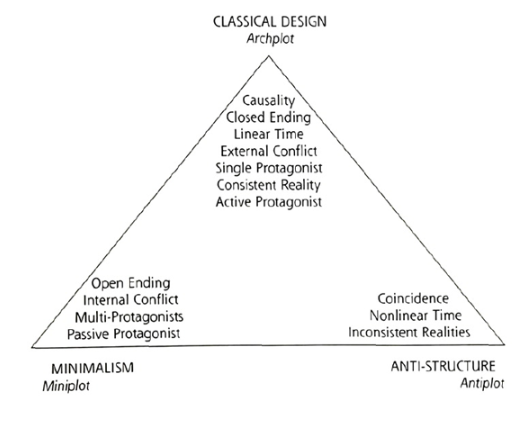 CLASSICAL DESIGN
Archplot
Causality
Closed Ending
Linear Time
External Conflict
Single Protagonist
Consistent Reality
Active Protagonist
Open Ending
Internal Conflict
Multi-Protagonists
Passive Protagonist
Coincidence
Nonlinear Time
Inconsistent Realities
MINIMALISM
Miniplot
ANTI-STRUCTURE
Antiplot